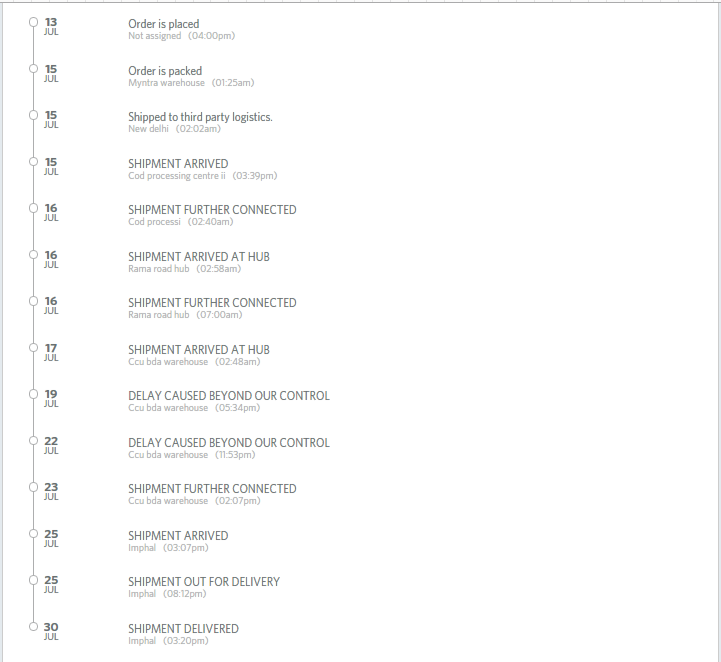 13
JUL
Order is placed
Not assigned (04:00pm)
15
JUL
Order is packed
Myntra warehouse (01:25am)
15
JUL
Shipped to third party logistics.
New delhi (02:02am)
15
JUL
SHIPMENT ARRIVED
Cod processing centre ii (03:39pm)
16
JUL
SHIPMENT FURTHER CONNECTED
Cod processi (02:40am)
16
JUL
SHIPMENT ARRIVED AT HUB
Rama road hub (02:58am)
16
JUL
SHIPMENT FURTHER CONNECTED
Rama road hub (07:00am)
17
JUL
SHIPMENT ARRIVED AT HUB
Ccu bda warehouse (02:48am)
19
JUL
DELAY CAUSED BEYOND OUR CONTROL
Ccu bda warehouse (05:34pm)
22
JUL
DELAY CAUSED BEYOND OUR CONTROL
Ccu bda warehouse (11:53pm)
23
JUL
SHIPMENT FURTHER CONNECTED
Ccu bda warehouse (02:07pm)
25
JUL
SHIPMENT ARRIVED
Imphal (03:07pm)
25
JUL
SHIPMENT OUT FOR DELIVERY
Imphal (08:12pm)
30
JUL
SHIPMENT DELIVERED
Imphal (03:20pm)